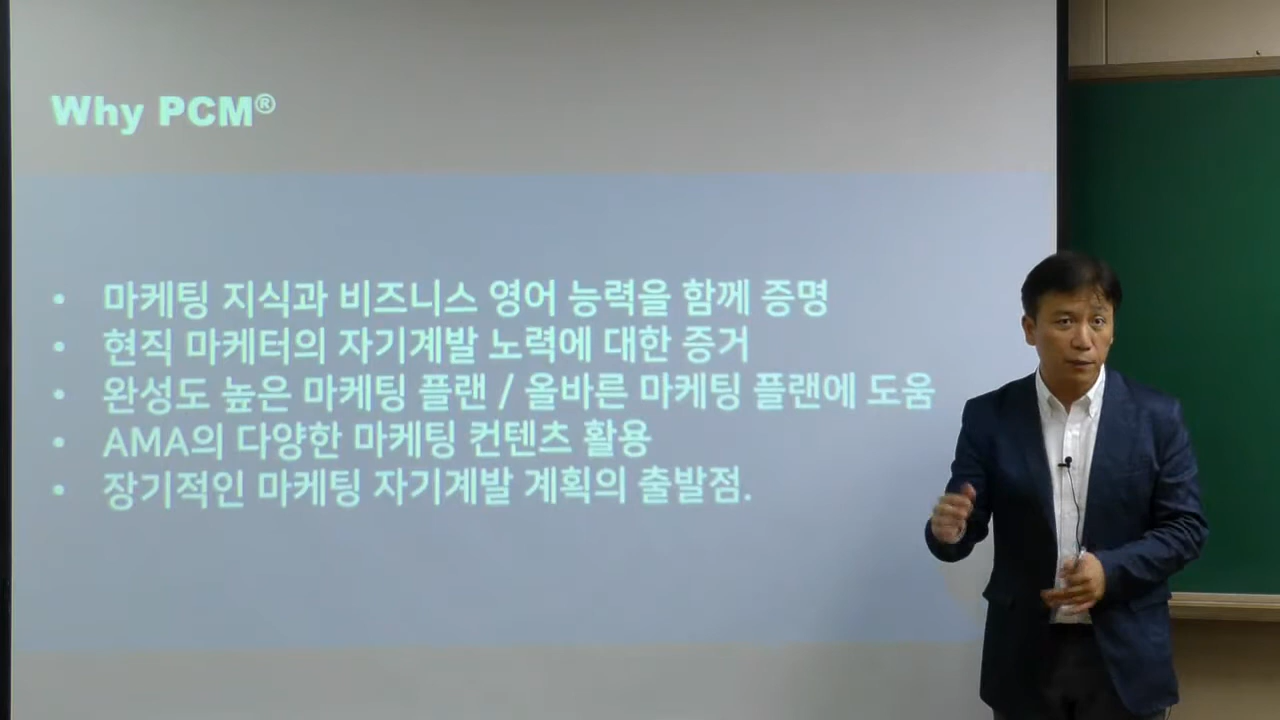 Why PCM®
• 마케팅 지식과 비즈니스 영어 능력을 함께 증명
• 현직 마케터의 자기계발 노력에 대한 증거
• 완성도 높은 마케팅 플랜 / 올바른 마케팅 플랜에 도움
• AMA의 다양한 마케팅 컨텐츠 활용
• 장기적인 마케팅 자기계발 계획의 출발점.